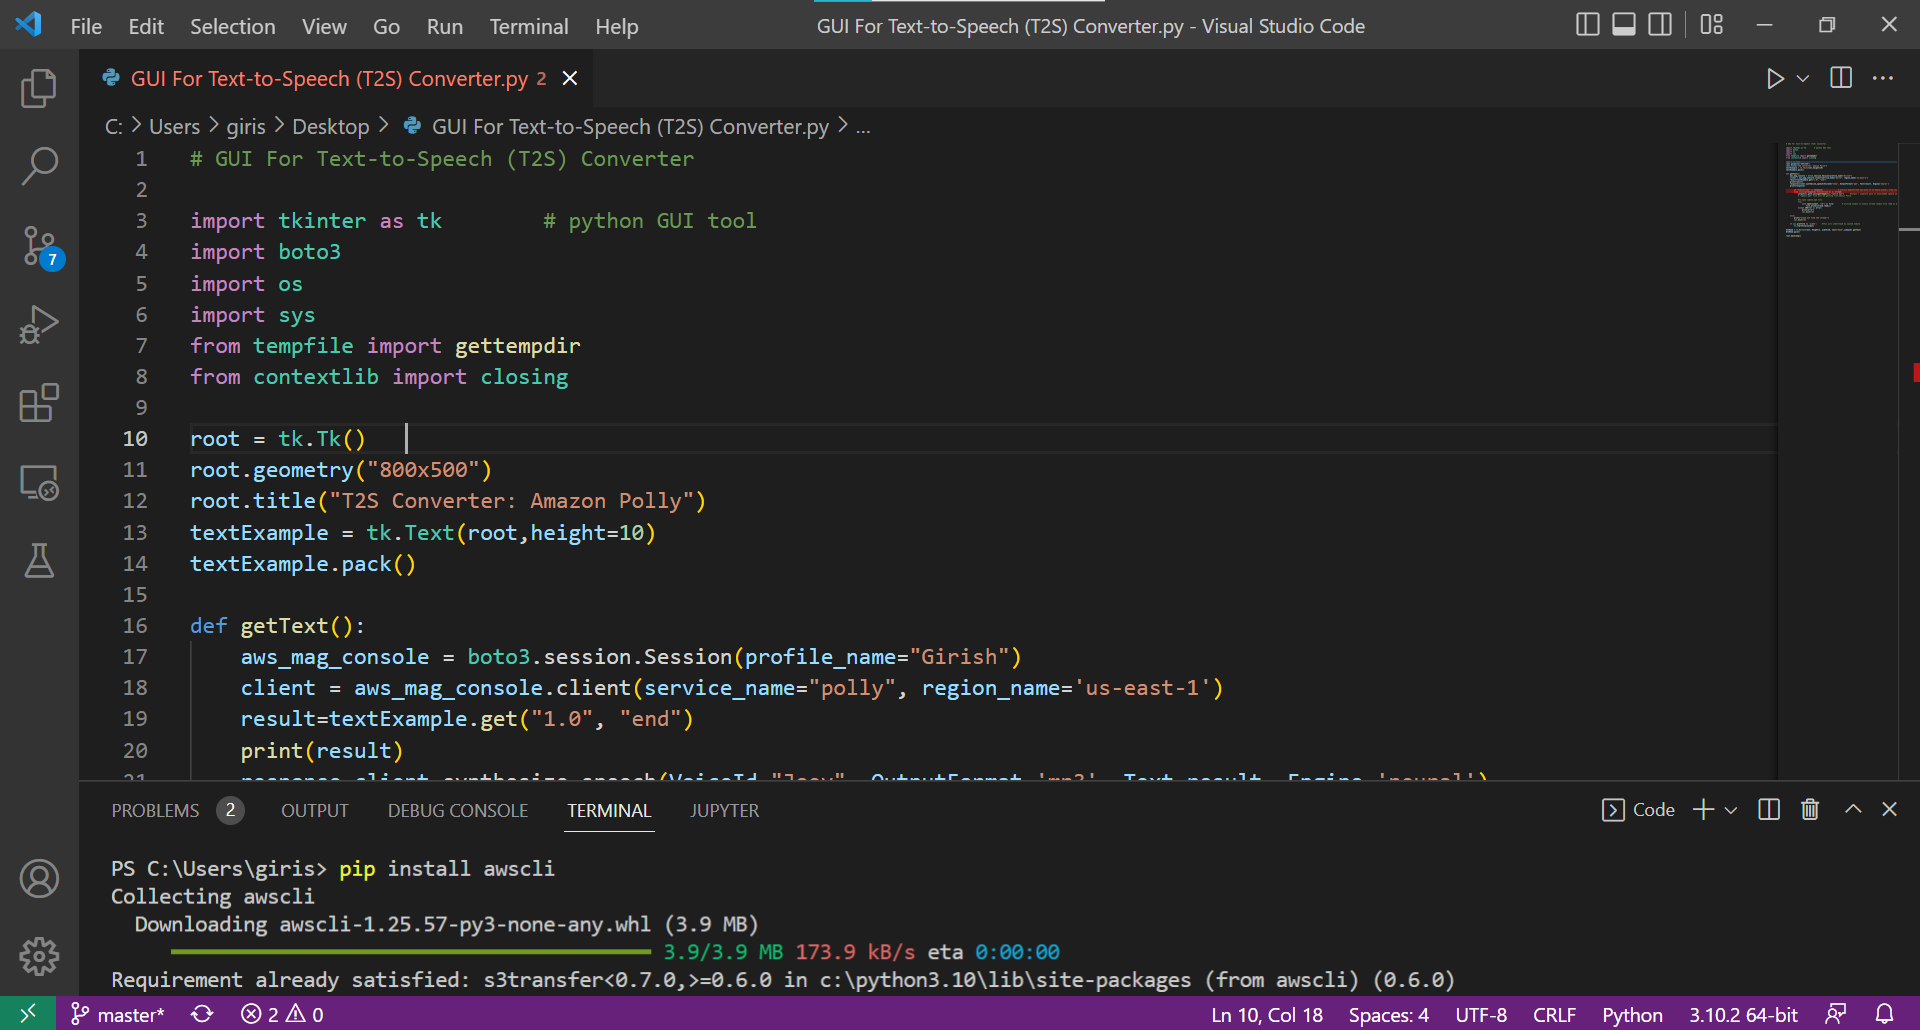 File Edit Selection View Go Run Terminal Help GUI For Text-to-Speech (T2S) Converter.py - Visual Studio Code
GUI For Text-to-Speech (T2S) Converter.py 2
C: > Users > giris > Desktop > GUI For Text-to-Speech (T2S) Converter.py > ...
1 # GUI For Text-to-Speech (T2S) Converter
2
3 import tkinter as tk        # python GUI tool
4 import boto3
5 import os
6 import sys
7 from tempfile import gettempdir
8 from contextlib import closing
9
10 root = tk.Tk()
11 root.geometry("800x500")
12 root.title("T2S Converter: Amazon Polly")
13 textExample = tk.Text(root,height=10)
14 textExample.pack()
15
16 def getText():
17     aws_mag_console = boto3.session.Session(profile_name="Girish")
18     client = aws_mag_console.client(service_name="polly", region_name='us-east-1')
19     result=textExample.get("1.0", "end")
20     print(result)
21     response=client.synthesize_speech(VoiceId="Joey", OutputFormat='mp3', Text=result, Engine='neural')
7
PROBLEMS 2 OUTPUT DEBUG CONSOLE TERMINAL JUPYTER Code
PS C:\Users\giris> pip install awscli
Collecting awscli
  Downloading awscli-1.25.57-py3-none-any.whl (3.9 MB)
3.9/3.9 MB 173.9 kB/s eta 0:00:00
Requirement already satisfied: s3transfer<0.7.0,>=0.6.0 in c:\python3.10\lib\site-packages (from awscli) (0.6.0)
master* 2 0 Ln 10, Col 18 Spaces: 4 UTF-8 CRLF Python 3.10.2 64-bit